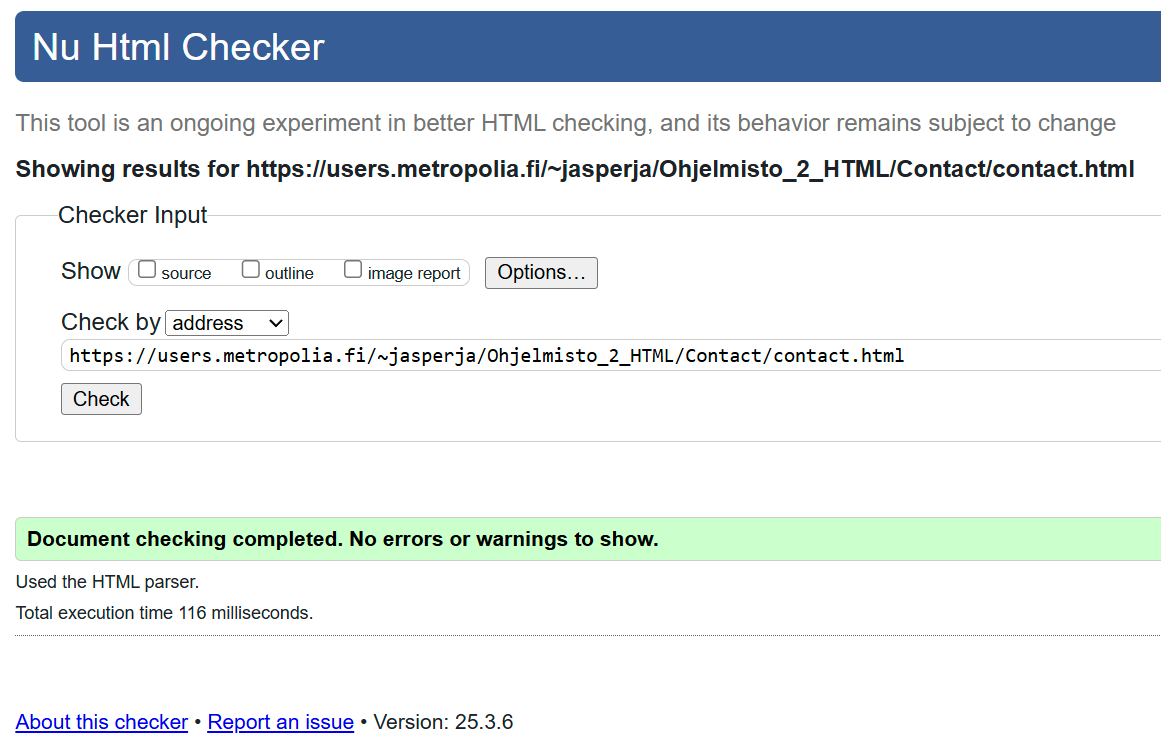 Nu Html Checker
This tool is an ongoing experiment in better HTML checking, and its behavior remains subject to change
Showing results for https://users.metropolia.fi/~jasperja/Ohjelmisto_2_HTML/Contact/contact.html
Checker Input
Show source outline image report Options…
Check by address
https://users.metropolia.fi/~jasperja/Ohjelmisto_2_HTML/Contact/contact.html
Check
Document checking completed. No errors or warnings to show.
Used the HTML parser.
Total execution time 116 milliseconds.
About this checker • Report an issue • Version: 25.3.6